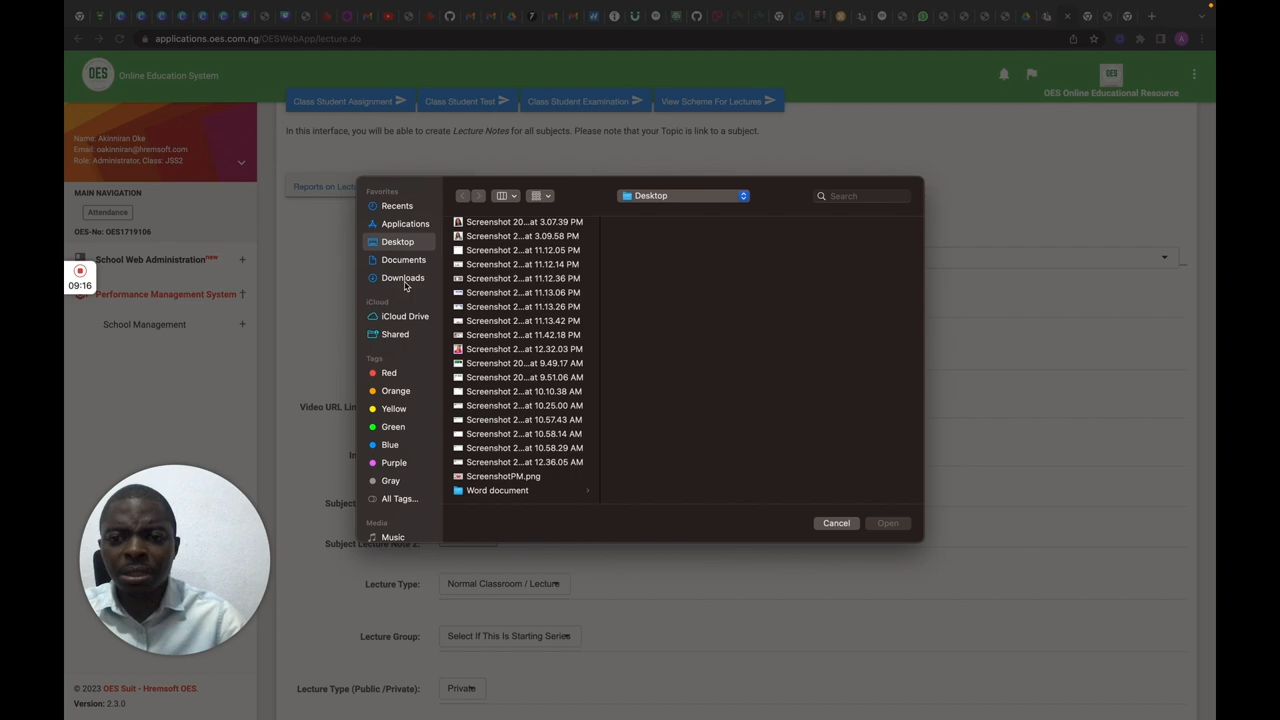 applications.oes.com.ng/OESWebApp/lecture.do
A
OES
Online Education System
OES
OES Online Educational Resource
Name: Akinniran Oke
Email: oakinniran@hremsoft.com
Role: Administrator, Class: JSS2
MAIN NAVIGATION
Attendance
OES-No: OES1719106
School Web Administration new
Performance Management System
School Management
09:16
Class Student Assignment
Class Student Test
Class Student Examination
View Scheme For Lectures
In this interface, you will be able to create Lecture Notes for all subjects. Please note that your Topic is link to a subject.
Reports on Lectu
Favorites
Recents
Applications
Desktop
Documents
Downloads
iCloud
iCloud Drive
Shared
Tags
Red
Orange
Yellow
Green
Blue
Purple
Gray
All Tags...
Media
Music
Desktop
Search
Screenshot 20...at 3.07.39 PM
Screenshot 2...at 3.09.58 PM
Screenshot 2...at 11.12.05 PM
Screenshot 2...at 11.12.14 PM
Screenshot 2...at 11.12.36 PM
Screenshot 2...at 11.13.06 PM
Screenshot 2...at 11.13.26 PM
Screenshot 2...at 11.13.42 PM
Screenshot 2...at 11.42.18 PM
Screenshot 2...at 12.32.03 PM
Screenshot 20...at 9.49.17 AM
Screenshot 20...at 9.51.06 AM
Screenshot 2...at 10.10.38 AM
Screenshot 2...at 10.25.00 AM
Screenshot 2...at 10.57.43 AM
Screenshot 2...at 10.58.14 AM
Screenshot 2...at 10.58.29 AM
Screenshot 2...at 12.36.05 AM
ScreenshotPM.png
Word document
Cancel
Open
Video URL Lin
Im
Subject
Subject Lecture Note 2:
Lecture Type:
Normal Classroom / Lecture
Lecture Group:
Select If This Is Starting Series
Lecture Type (Public /Private):
Private
© 2023 OES Suit - Hremsoft OES.
Version: 2.3.0